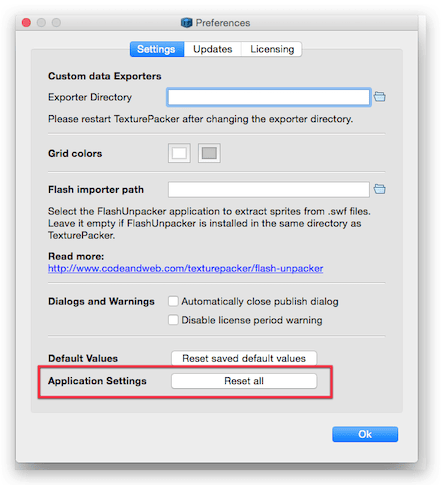 Preferences
Settings Updates Licensing
Custom data Exporters
Exporter Directory
Please restart TexturePacker after changing the exporter directory.
Grid colors
Flash importer path
Select the FlashUnpacker application to extract sprites from .swf files.
Leave it empty if FlashUnpacker is installed in the same directory as
TexturePacker.
Read more:
http://www.codeandweb.com/texturepacker/flash-unpacker
Dialogs and Warnings Automatically close publish dialog
Disable license period warning
Default Values Reset saved default values
Application Settings Reset all
Ok